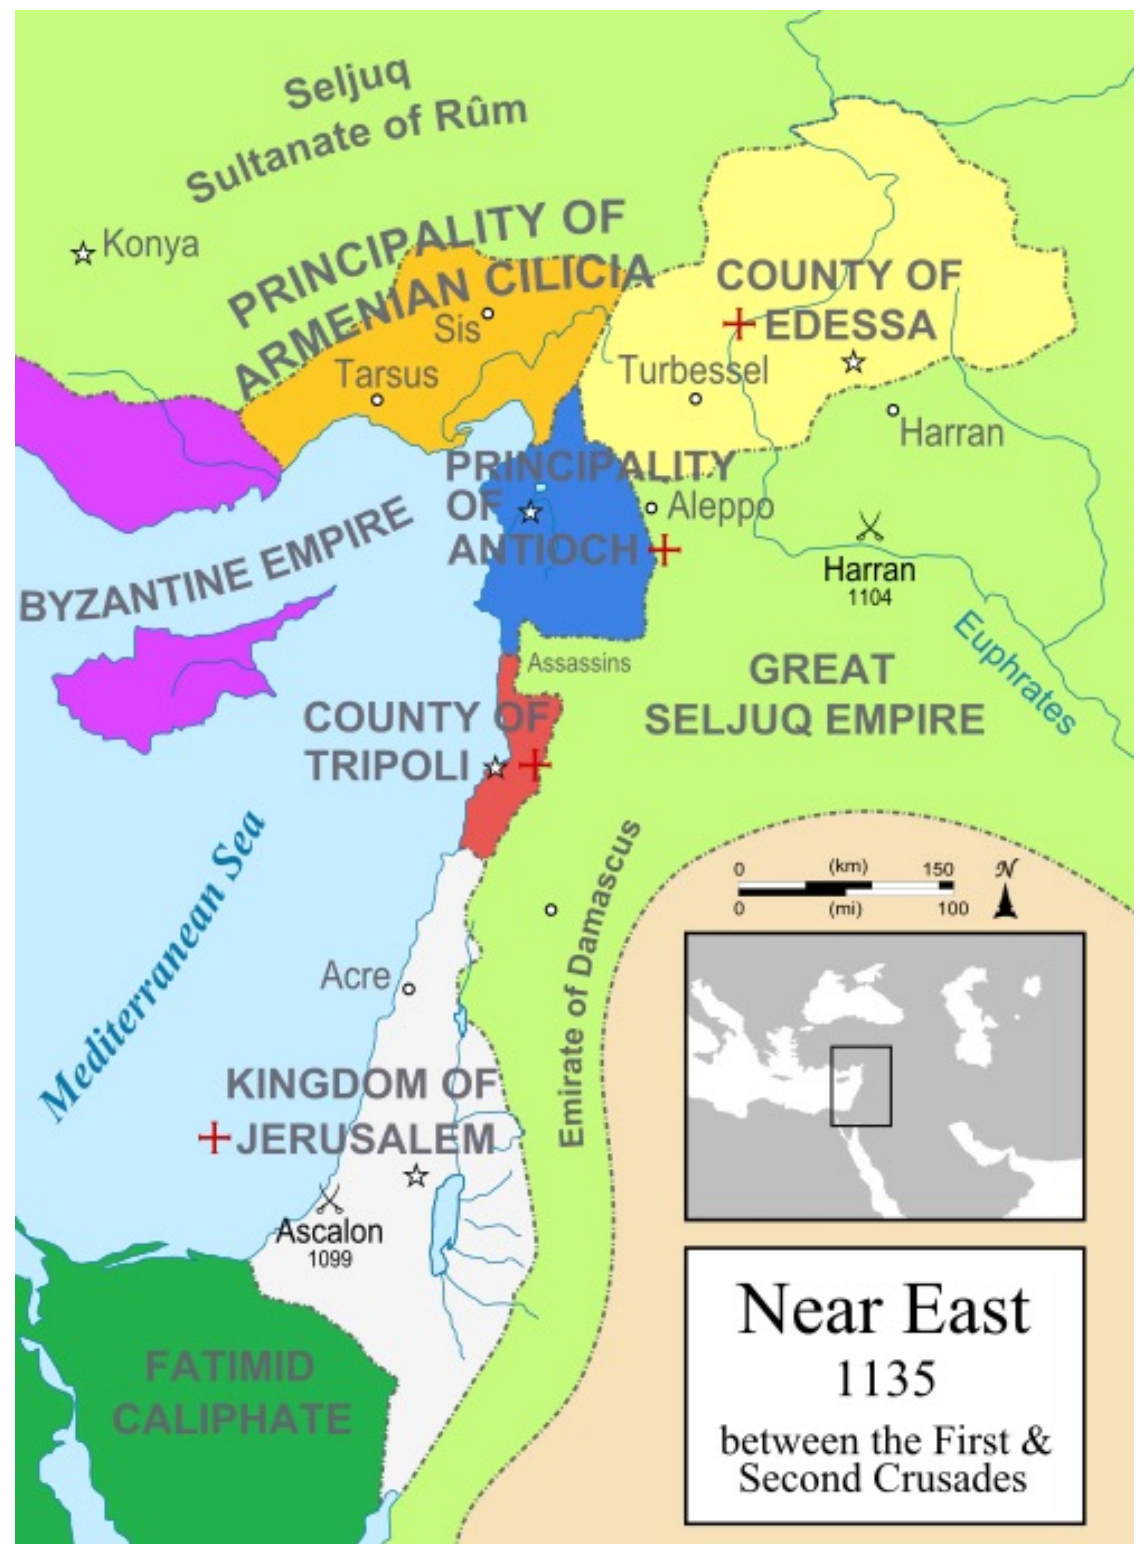 Seljuq
Sultanate of Rûm
Konya
PRINCIPALITY OF
ARMENIAN CILICIA
Sis
Tarsus
COUNTY OF
EDESSA
Turbessel
Harran
PRINCIPALITY
OF
ANTIOCH
Aleppo
Harran
1104
BYZANTINE EMPIRE
Euphrates
Assassins
GREAT
SELJUQ EMPIRE
COUNTY OF
TRIPOLI
Mediterranean Sea
Emirate of Damascus
0 (km) 150
0 (mi) 100
N
Acre
KINGDOM OF
JERUSALEM
Ascalon
1099
FATIMID
CALIPHATE
Near East
1135
between the First &
Second Crusades